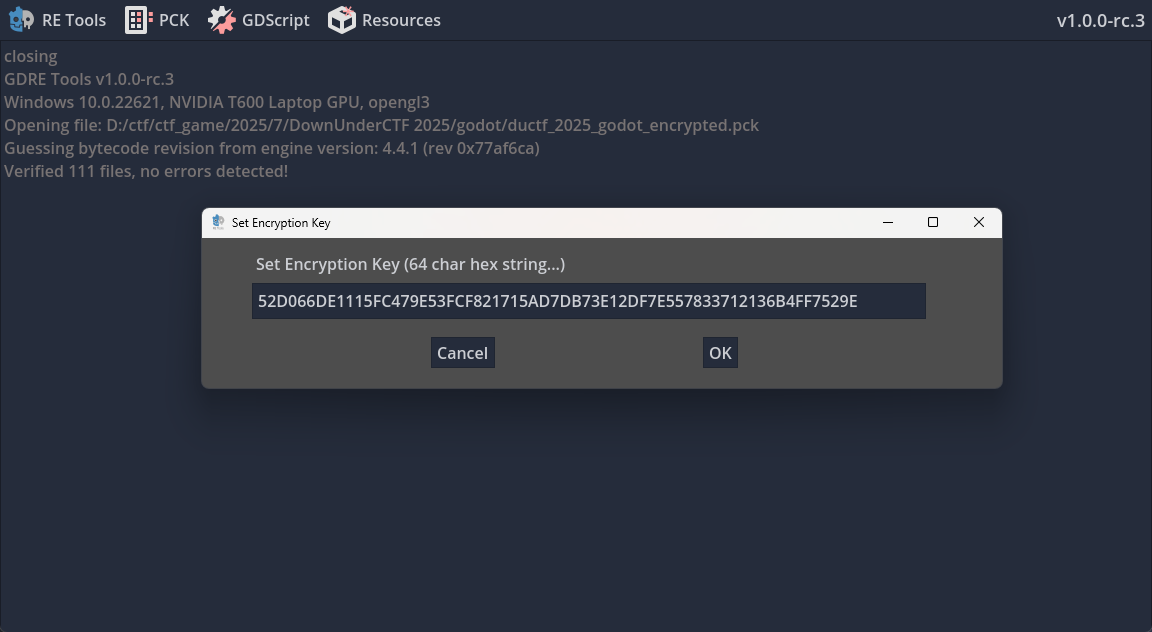 RE Tools PCK GDScript Resources v1.0.0-rc.3
closing
GDRE Tools v1.0.0-rc.3
Windows 10.0.22621, NVIDIA T600 Laptop GPU, opengl3
Opening file: D:/ctf/ctf_game/2025/7/DownUnderCTF 2025/godot/ductf_2025_godot_encrypted.pck
Guessing bytecode revision from engine version: 4.4.1 (rev 0x77af6ca)
Verified 111 files, no errors detected!
Set Encryption Key
Set Encryption Key (64 char hex string...)
52D066DE1115FC479E53FCF821715AD7DB73E12DF7E557833712136B4FF7529E
Cancel OK